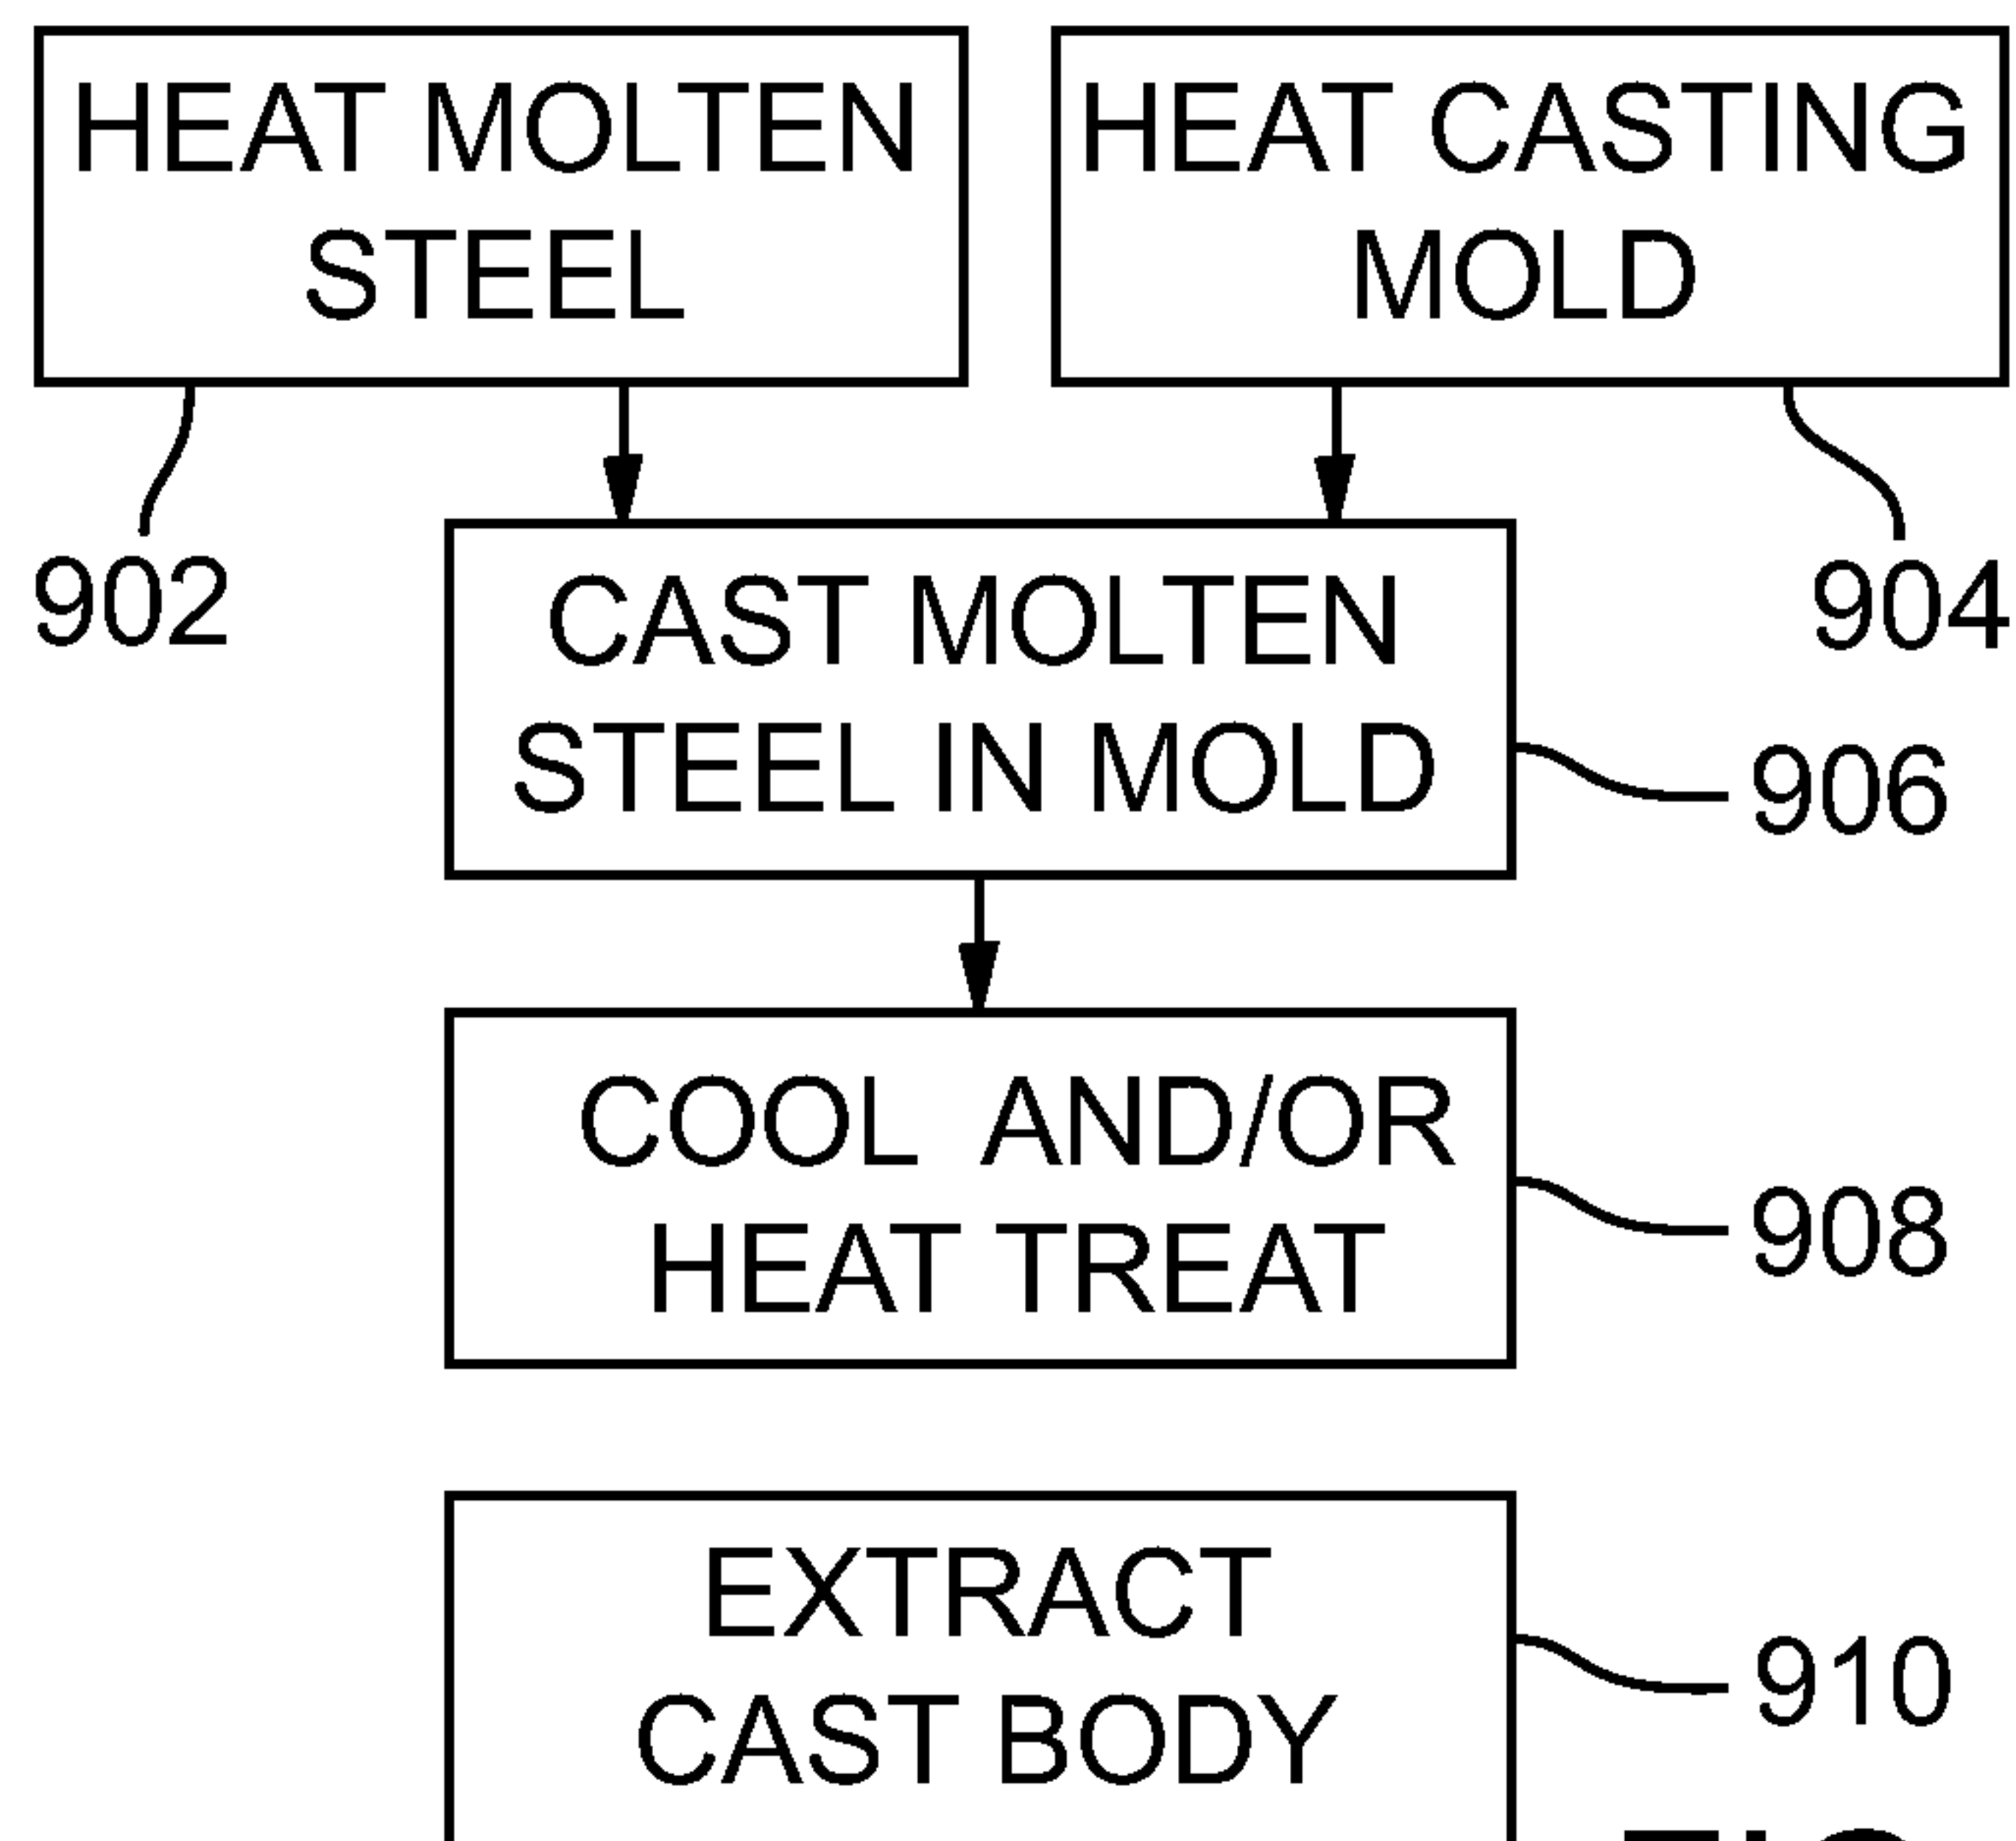 HEAT MOLTEN
STEEL
HEAT CASTING
MOLD
902
904
CAST MOLTEN
STEEL IN MOLD
906
COOL AND/OR
HEAT TREAT
908
EXTRACT
CAST BODY
910